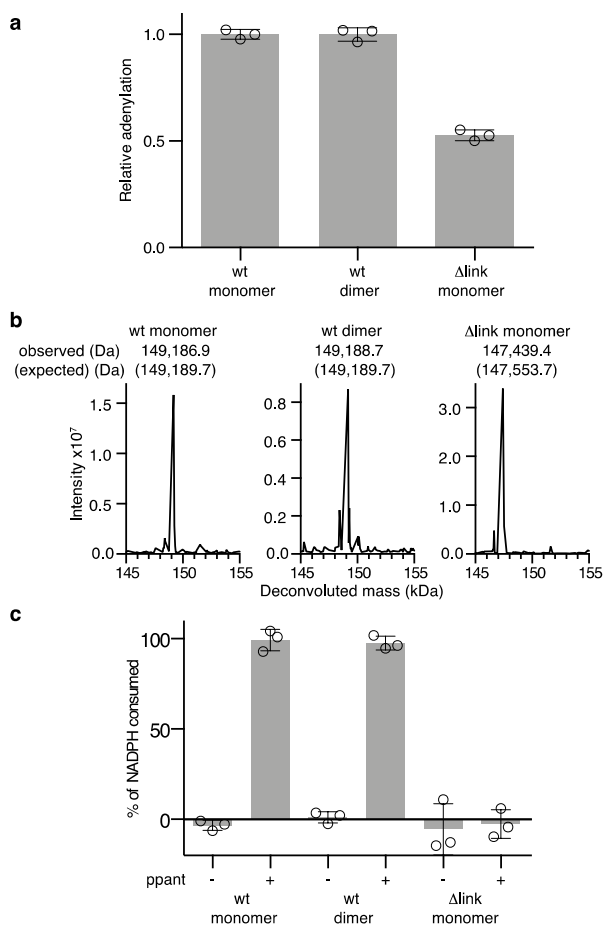 a
Relative adenylation
1.0
0.5
0.0
wt
monomer
wt
dimer
Δlink
monomer
b
wt monomer
wt dimer
Δlink monomer
observed (Da)
149,186.9
149,188.7
147,439.4
(expected) (Da)
(149,189.7)
(149,189.7)
(147,553.7)
Intensity x10⁷
1.5
1.0
0.5
0.0
0.8
0.6
0.4
0.2
0.0
3.0
2.0
1.0
0.0
145 150 155
145 150 155
145 150 155
Deconvoluted mass (kDa)
c
% of NADPH consumed
100
50
0
ppant - + - + - +
wt
monomer
wt
dimer
Δlink
monomer